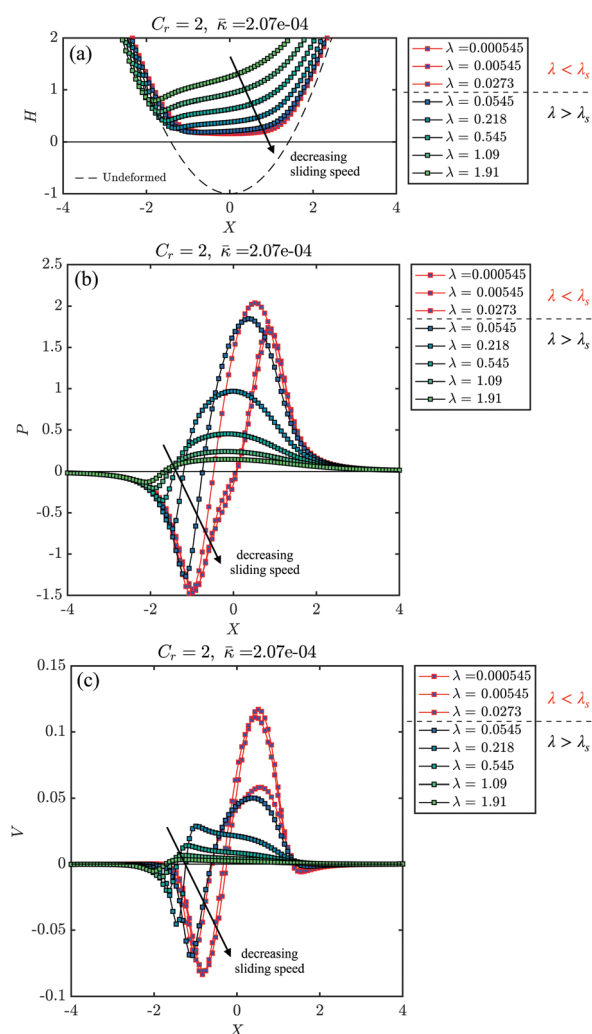 C_r = 2, κ̄ =2.07e-04
(a)
2
1
0
-1
H
-4
-2
0
2
4
X
Undeformed
decreasing
sliding speed
λ =0.000545
λ = 0.00545
λ = 0.0273
λ = 0.0545
λ = 0.218
λ = 0.545
λ = 1.09
λ = 1.91
λ < λ_s
λ > λ_s
C_r = 2, κ̄ =2.07e-04
(b)
2.5
2
1.5
1
0.5
0
-0.5
-1
-1.5
P
-4
-2
0
2
4
X
decreasing
sliding speed
λ =0.000545
λ = 0.00545
λ = 0.0273
λ = 0.0545
λ = 0.218
λ = 0.545
λ = 1.09
λ = 1.91
λ < λ_s
λ > λ_s
C_r = 2, κ̄ =2.07e-04
(c)
0.15
0.1
0.05
0
-0.05
-0.1
V
-4
-2
0
2
4
X
decreasing
sliding speed
λ =0.000545
λ = 0.00545
λ = 0.0273
λ = 0.0545
λ = 0.218
λ = 0.545
λ = 1.09
λ = 1.91
λ < λ_s
λ > λ_s